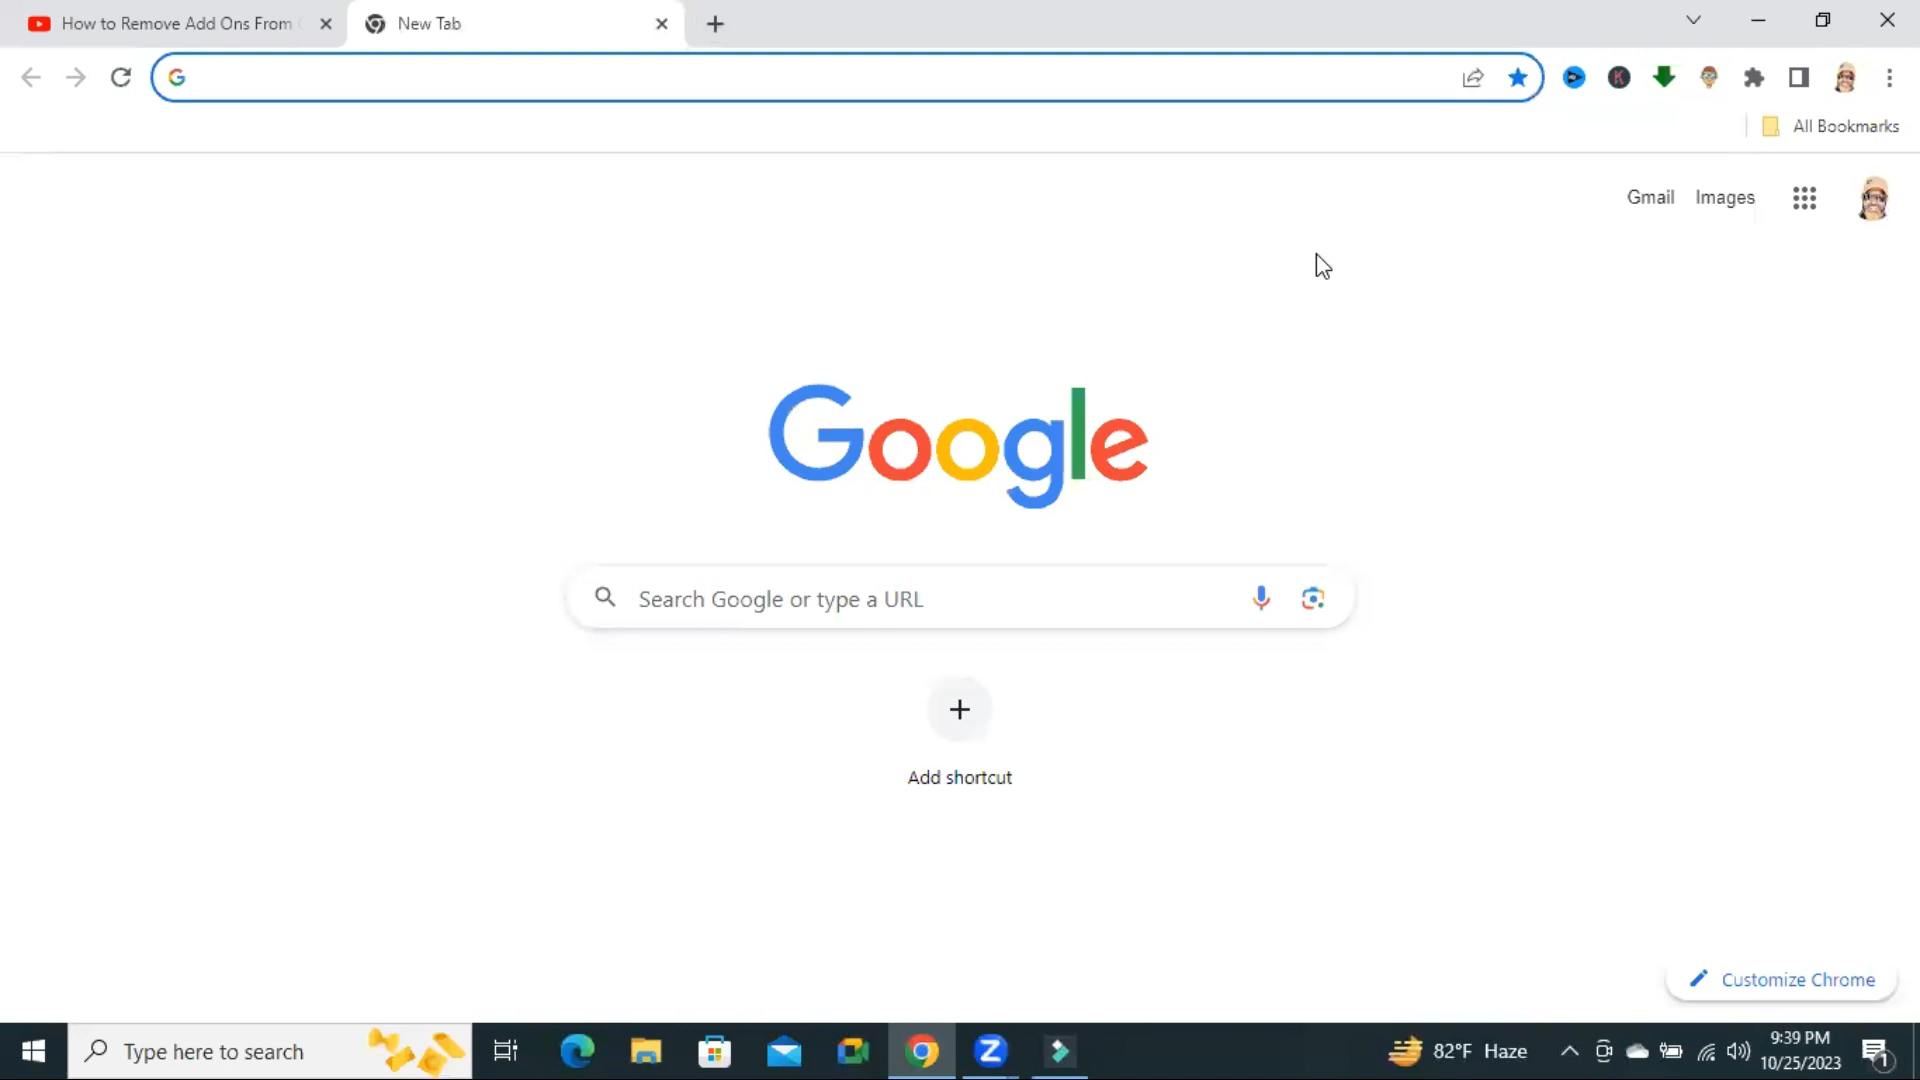 How to Remove Add Ons From
New Tab
All Bookmarks
Gmail Images
Google
Search Google or type a URL
Add shortcut
Customize Chrome
Type here to search
82°F Haze
9:39 PM
10/25/2023
1